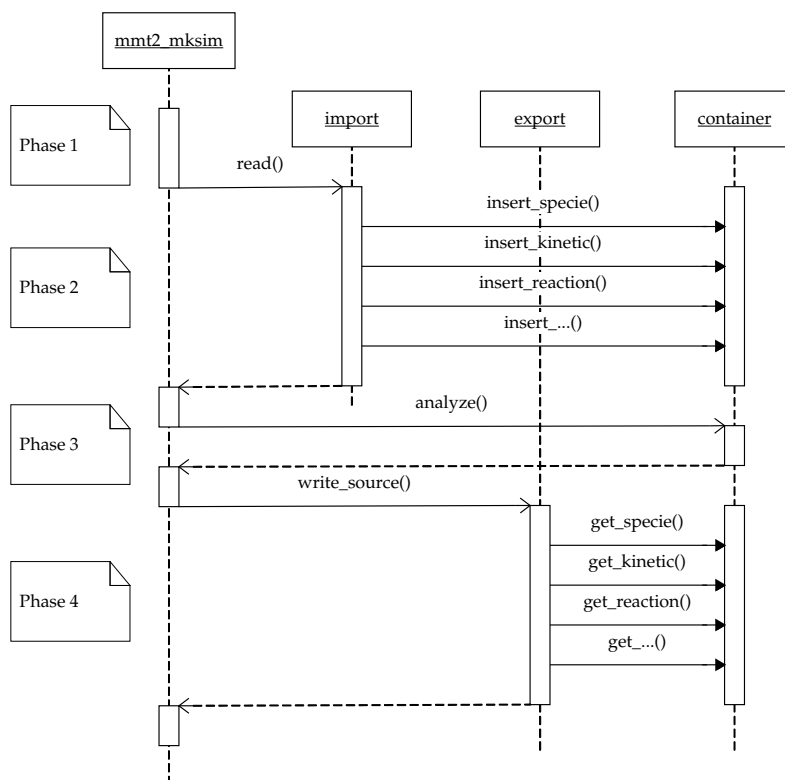 mmt2_mksim
import
export
container
Phase 1
read()
insert_specie()
insert_kinetic()
Phase 2
insert_reaction()
insert_...()
analyze()
Phase 3
write_source()
get_specie()
get_kinetic()
Phase 4
get_reaction()
get_...()